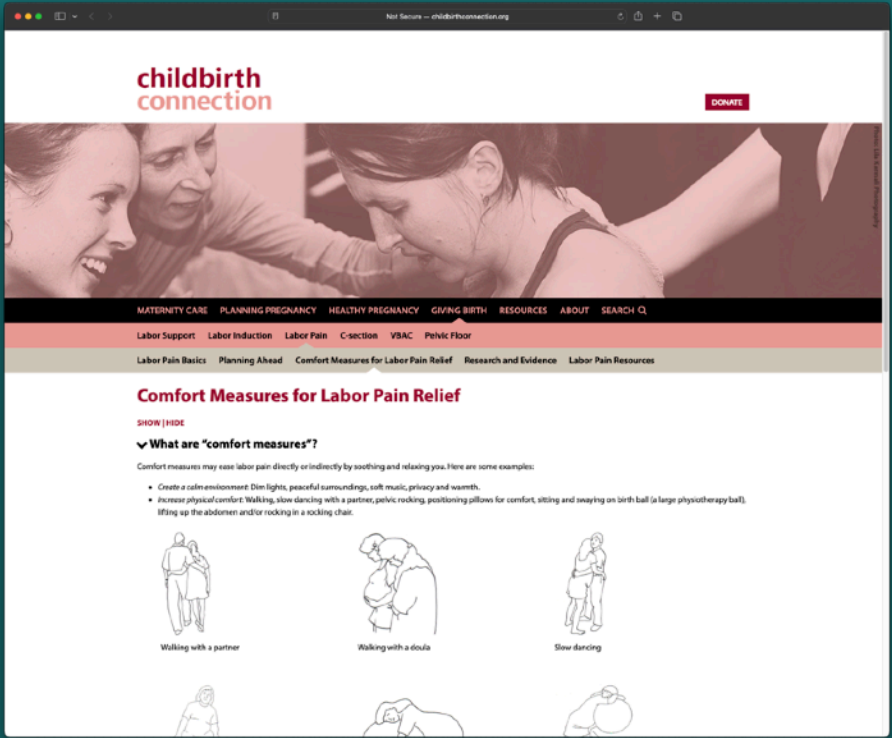 Not Secure — childbirthconnection.org
childbirth
connection
DONATE
Photo: Lila Kemnoli Photography
MATERNITY CARE PLANNING PREGNANCY HEALTHY PREGNANCY GIVING BIRTH RESOURCES ABOUT SEARCH
Labor Support Labor Induction Labor Pain C-section VBAC Pelvic Floor
Labor Pain Basics Planning Ahead Comfort Measures for Labor Pain Relief Research and Evidence Labor Pain Resources
Comfort Measures for Labor Pain Relief
SHOW | HIDE
What are “comfort measures”?
Comfort measures may ease labor pain directly or indirectly by soothing and relaxing you. Here are some examples:
• Create a calm environment: Dim lights, peaceful surroundings, soft music, privacy and warmth.
• Increase physical comfort: Walking, slow dancing with a partner, pelvic rocking, positioning pillows for comfort, sitting and swaying on birth ball (a large physiotherapy ball),
lifting up the abdomen and/or rocking in a rocking chair.
Walking with a partner
Walking with a doula
Slow dancing